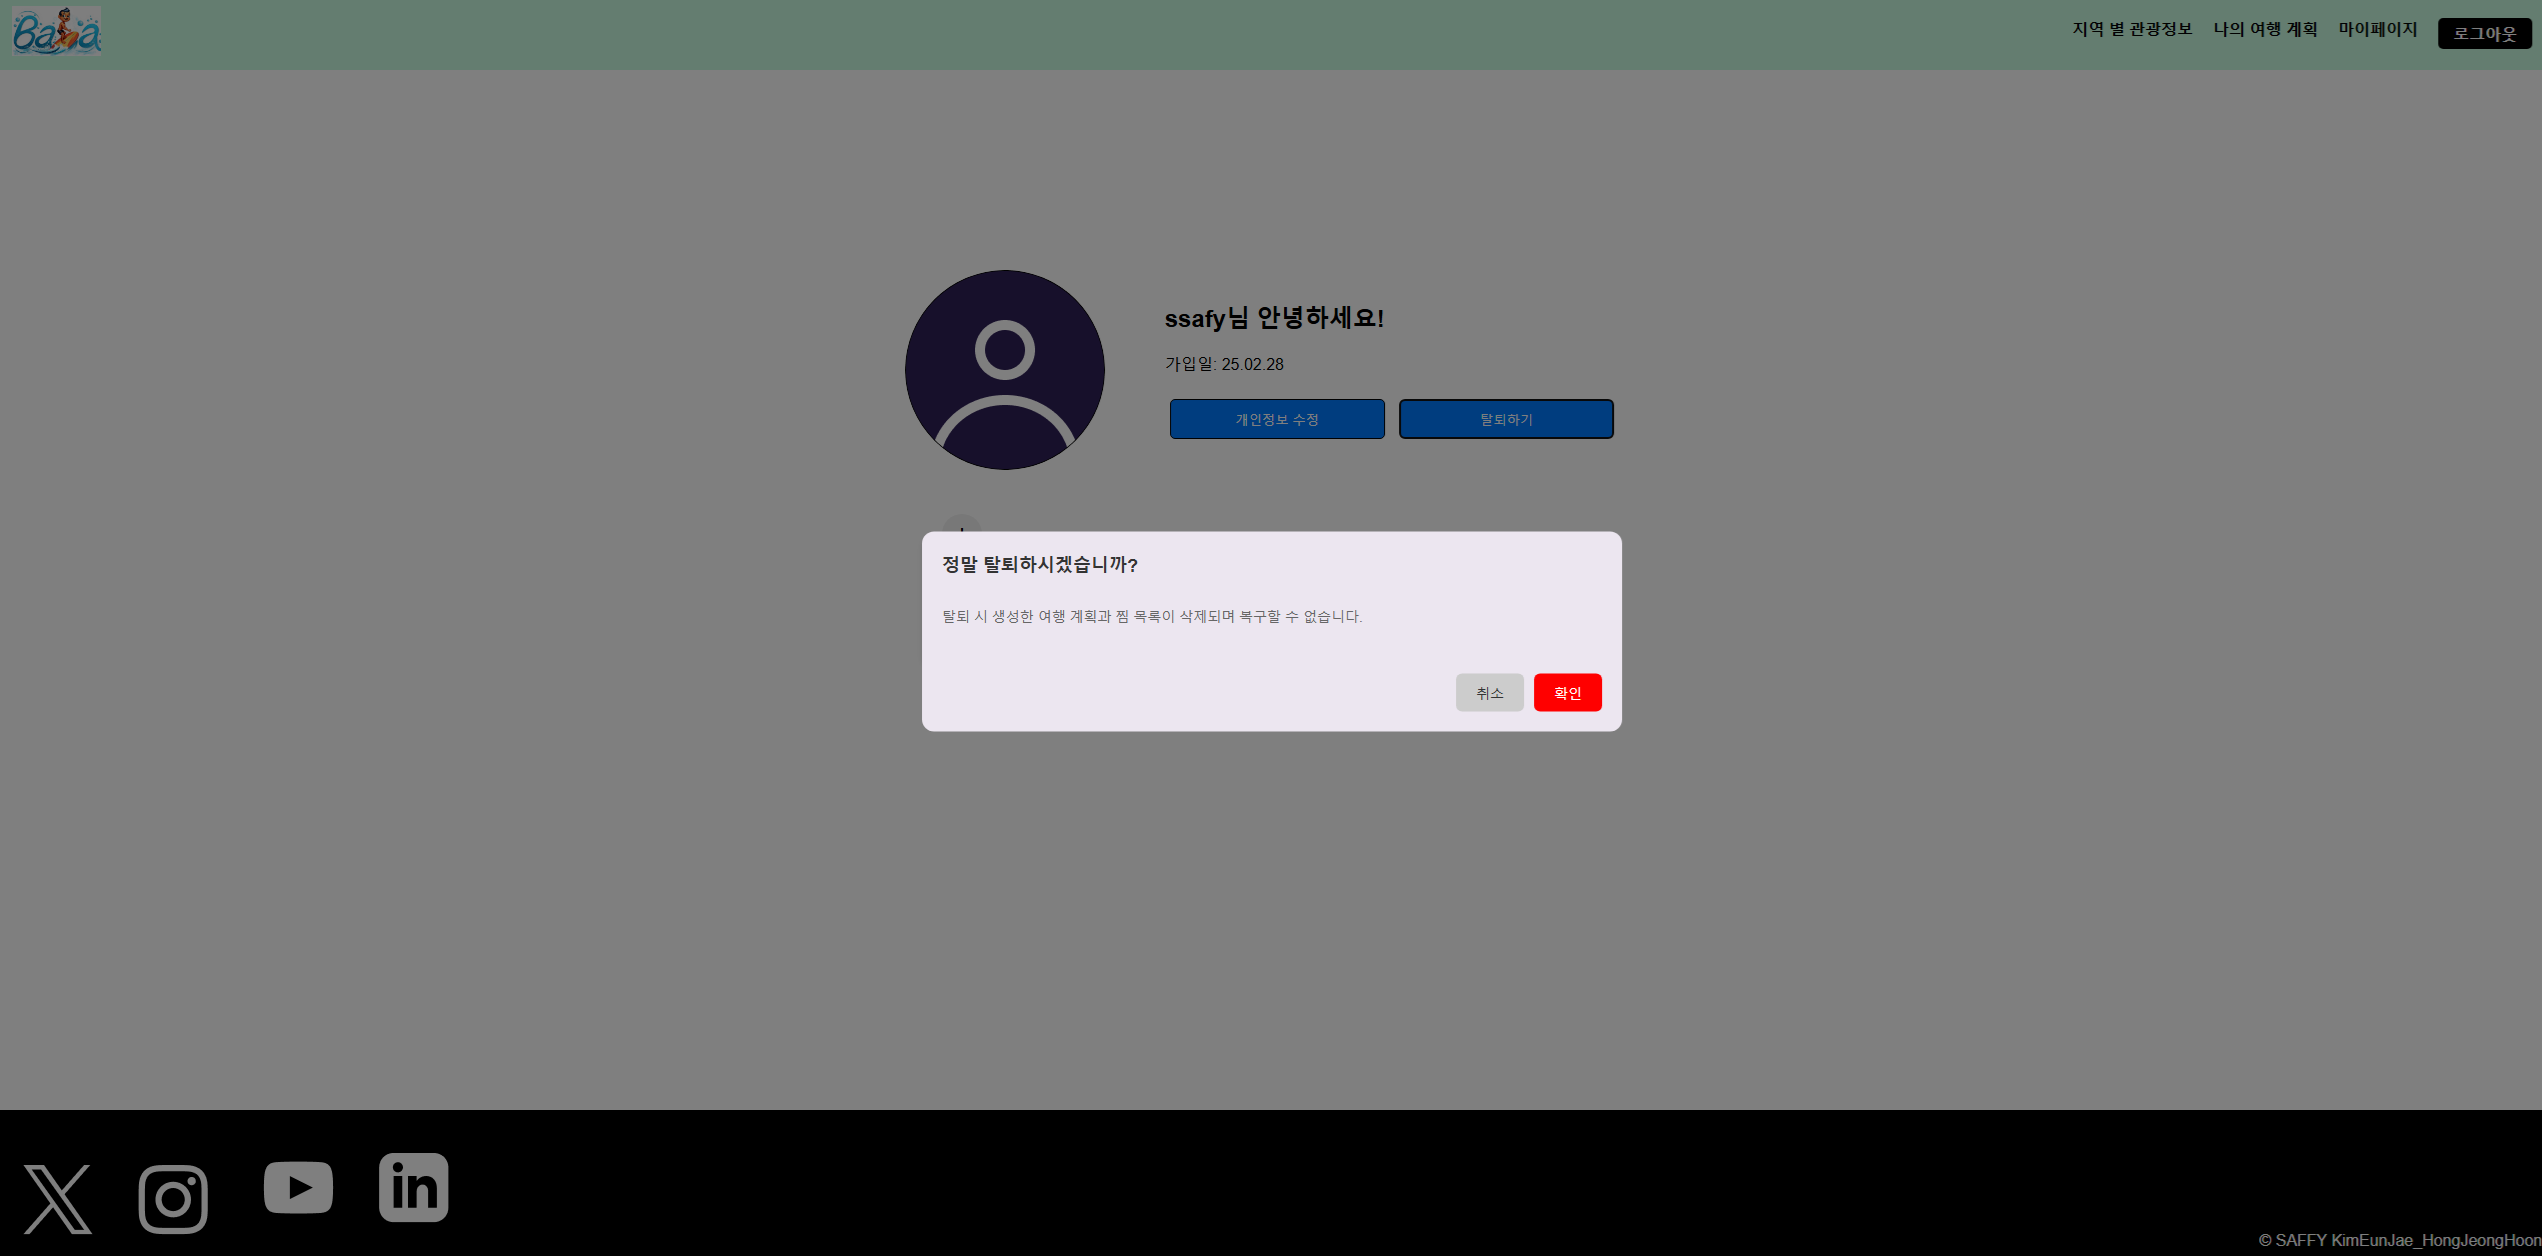 지역 별 관광정보 나의 여행 계획 마이페이지 로그아웃
ssafy님 안녕하세요!
가입일: 25.02.28
개인정보 수정 탈퇴하기
정말 탈퇴하시겠습니까?
탈퇴 시 생성한 여행 계획과 찜 목록이 삭제되며 복구할 수 없습니다.
취소 확인
in
© SAFFY KimEunJae_HongJeongHoon